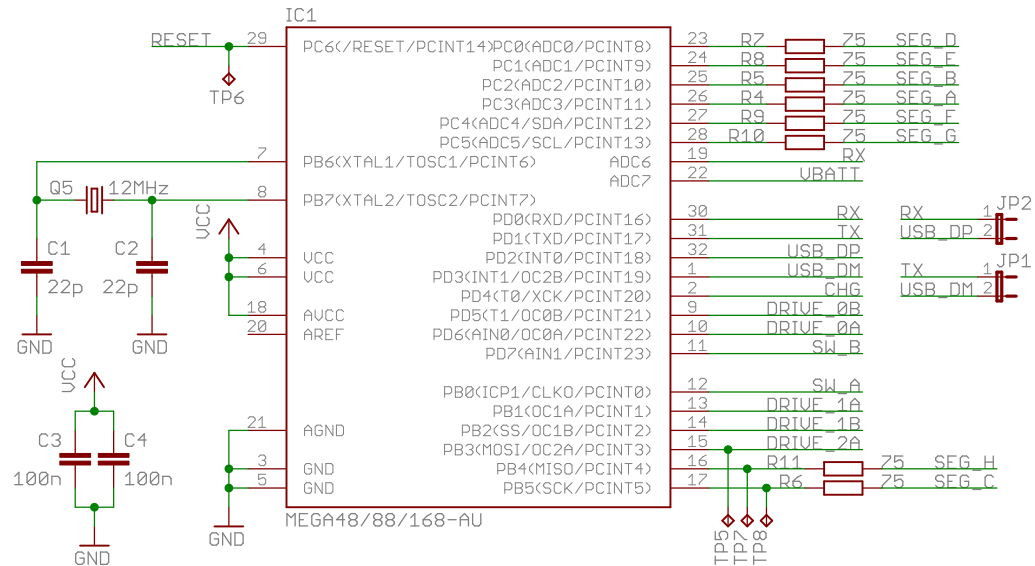 IC1
RESET 29 PC6(/RESET/PCINT14) PC0(ADC0/PCINT8) 23 R7 75 SEG_D
PC1(ADC1/PCINT9) 24 R8 75 SEG_E
TP6 PC2(ADC2/PCINT10) 25 R5 75 SEG_B
PC3(ADC3/PCINT11) 26 R4 75 SEG_A
PC4(ADC4/SDA/PCINT12) 27 R9 75 SEG_F
PC5(ADC5/SCL/PCINT13) 28 R10 75 SEG_G
7 PB6(XTAL1/TOSC1/PCINT6) ADC6 19 RX
ADC7 22 VBATT
Q5 12MHz 8 PB7(XTAL2/TOSC2/PCINT7)
JP2
VCC PD0(RXD/PCINT16) 30 RX RX 1
PD1(TXD/PCINT17) 31 TX USB_DP 2
C1 C2 4 VCC PD2(INT0/PCINT18) 32 USB_DP JP1
6 VCC PD3(INT1/OC2B/PCINT19) 1 USB_DM TX 1
22p 22p PD4(T0/XCK/PCINT20) 2 CHG USB_DM 2
18 AVCC PD5(T1/OC0B/PCINT21) 9 DRIVE_0B
20 AREF PD6(AIN0/OC0A/PCINT22) 10 DRIVE_0A
GND GND PD7(AIN1/PCINT23) 11 SW_B
VCC
PB0(ICP1/CLKO/PCINT0) 12 SW_A
PB1(OC1A/PCINT1) 13 DRIVE_1A
21 AGND PB2(SS/OC1B/PCINT2) 14 DRIVE_1B
C3 C4 PB3(MOSI/OC2A/PCINT3) 15 DRIVE_2A
3 GND PB4(MISO/PCINT4) 16 R11 75 SEG_H
100n 100n 5 GND PB5(SCK/PCINT5) 17 R6 75 SEG_C
MEGA48/88/168-AU
GND GND
TP5 TP7 TP8